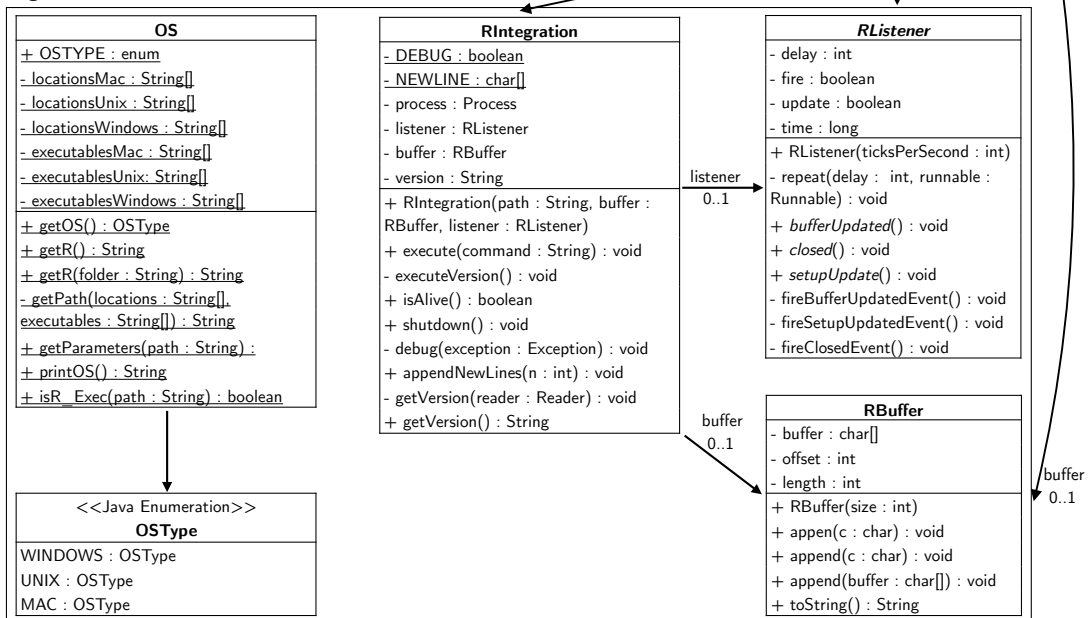 OS
+ OSTYPE : enum
- locationsMac : String[]
- locationsUnix : String[]
- locationsWindows : String[]
- executablesMac : String[]
- executablesUnix: String[]
- executablesWindows : String[]
+ getOS() : OSType
+ getR() : String
+ getR(folder : String) : String
- getPath(locations : String[],
executables : String[]) : String
+ getParameters(path : String) :
+ printOS() : String
+ isR_Exec(path : String) : boolean
<<Java Enumeration>>
OSType
WINDOWS : OSType
UNIX : OSType
MAC : OSType
RIntegration
- DEBUG : boolean
- NEWLINE : char[]
- process : Process
- listener : RListener
- buffer : RBuffer
- version : String
+ RIntegration(path : String, buffer :
RBuffer, listener : RListener)
+ execute(command : String) : void
- executeVersion() : void
+ isAlive() : boolean
+ shutdown() : void
- debug(exception : Exception) : void
+ appendNewLines(n : int) : void
- getVersion(reader : Reader) : void
+ getVersion() : String
listener
0..1
buffer
0..1
RListener
- delay : int
- fire : boolean
- update : boolean
- time : long
+ RListener(ticksPerSecond : int)
- repeat(delay : int, runnable :
Runnable) : void
+ bufferUpdated() : void
+ closed() : void
+ setupUpdate() : void
- fireBufferUpdatedEvent() : void
- fireSetupUpdatedEvent() : void
- fireClosedEvent() : void
RBuffer
- buffer : char[]
- offset : int
- length : int
+ RBuffer(size : int)
+ appen(c : char) : void
+ append(c : char) : void
+ append(buffer : char[]) : void
+ toString() : String
buffer
0..1